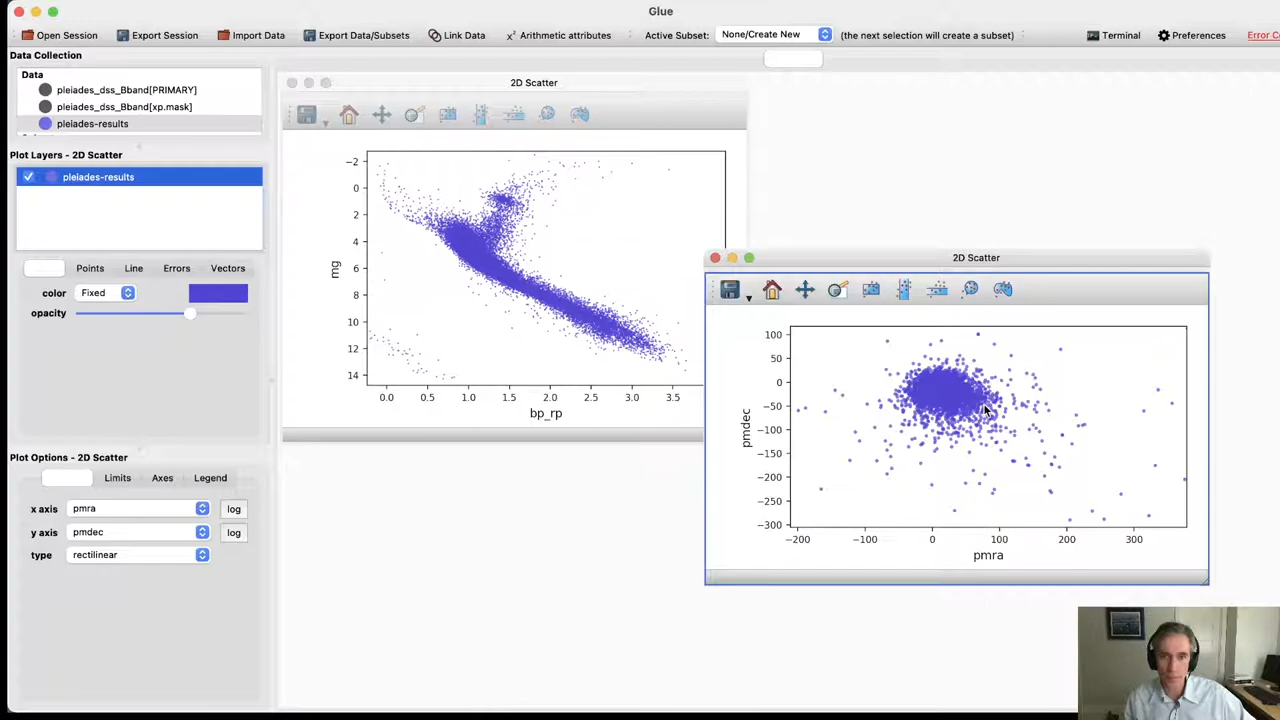 Glue
Open Session Export Session Import Data Export Data/Subsets Link Data Arithmetic attributes Active Subset: None/Create New (the next selection will create a subset) Terminal Preferences Error
Data Collection
Data
pleiades_dss_Bband[PRIMARY]
pleiades_dss_Bband[xp.mask]
pleiades-results
Plot Layers - 2D Scatter
pleiades-results
Points Line Errors Vectors
color Fixed
opacity
Plot Options - 2D Scatter
Limits Axes Legend
x axis pmra log
y axis pmdec log
type rectilinear
2D Scatter
mg
−2
0
2
4
6
8
10
12
14
0.0 0.5 1.0 1.5 2.0 2.5 3.0 3.5
bp_rp
2D Scatter
pmdec
100
50
0
−50
−100
−150
−200
−250
−300
−200 −100 0 100 200 300
pmra